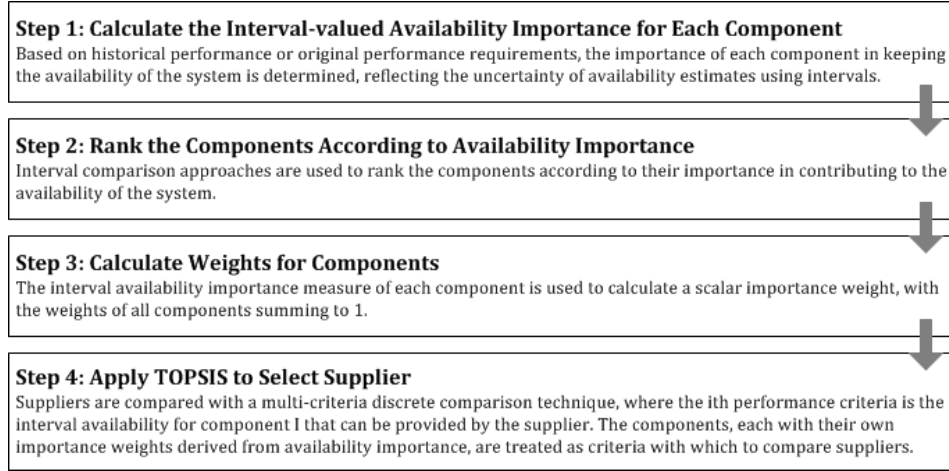 Step 1: Calculate the Interval-valued Availability Importance for Each Component
Based on historical performance or original performance requirements, the importance of each component in keeping
the availability of the system is determined, reflecting the uncertainty of availability estimates using intervals.
Step 2: Rank the Components According to Availability Importance
Interval comparison approaches are used to rank the components according to their importance in contributing to the
availability of the system.
Step 3: Calculate Weights for Components
The interval availability importance measure of each component is used to calculate a scalar importance weight, with
the weights of all components summing to 1.
Step 4: Apply TOPSIS to Select Supplier
Suppliers are compared with a multi-criteria discrete comparison technique, where the ith performance criteria is the
interval availability for component I that can be provided by the supplier. The components, each with their own
importance weights derived from availability importance, are treated as criteria with which to compare suppliers.